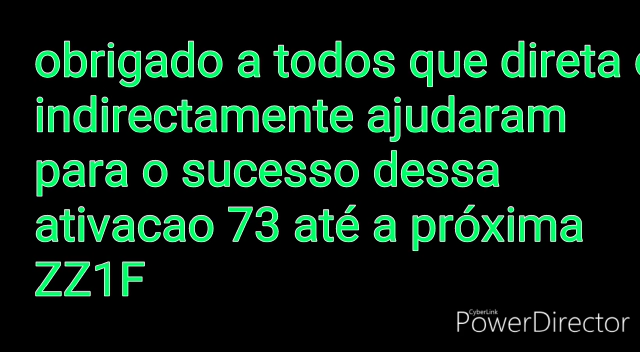 obrigado a todos que direta
indirectamente ajudaram
para o sucesso dessa
ativacao 73 até a próxima
ZZ1F
CyberLink
PowerDirector